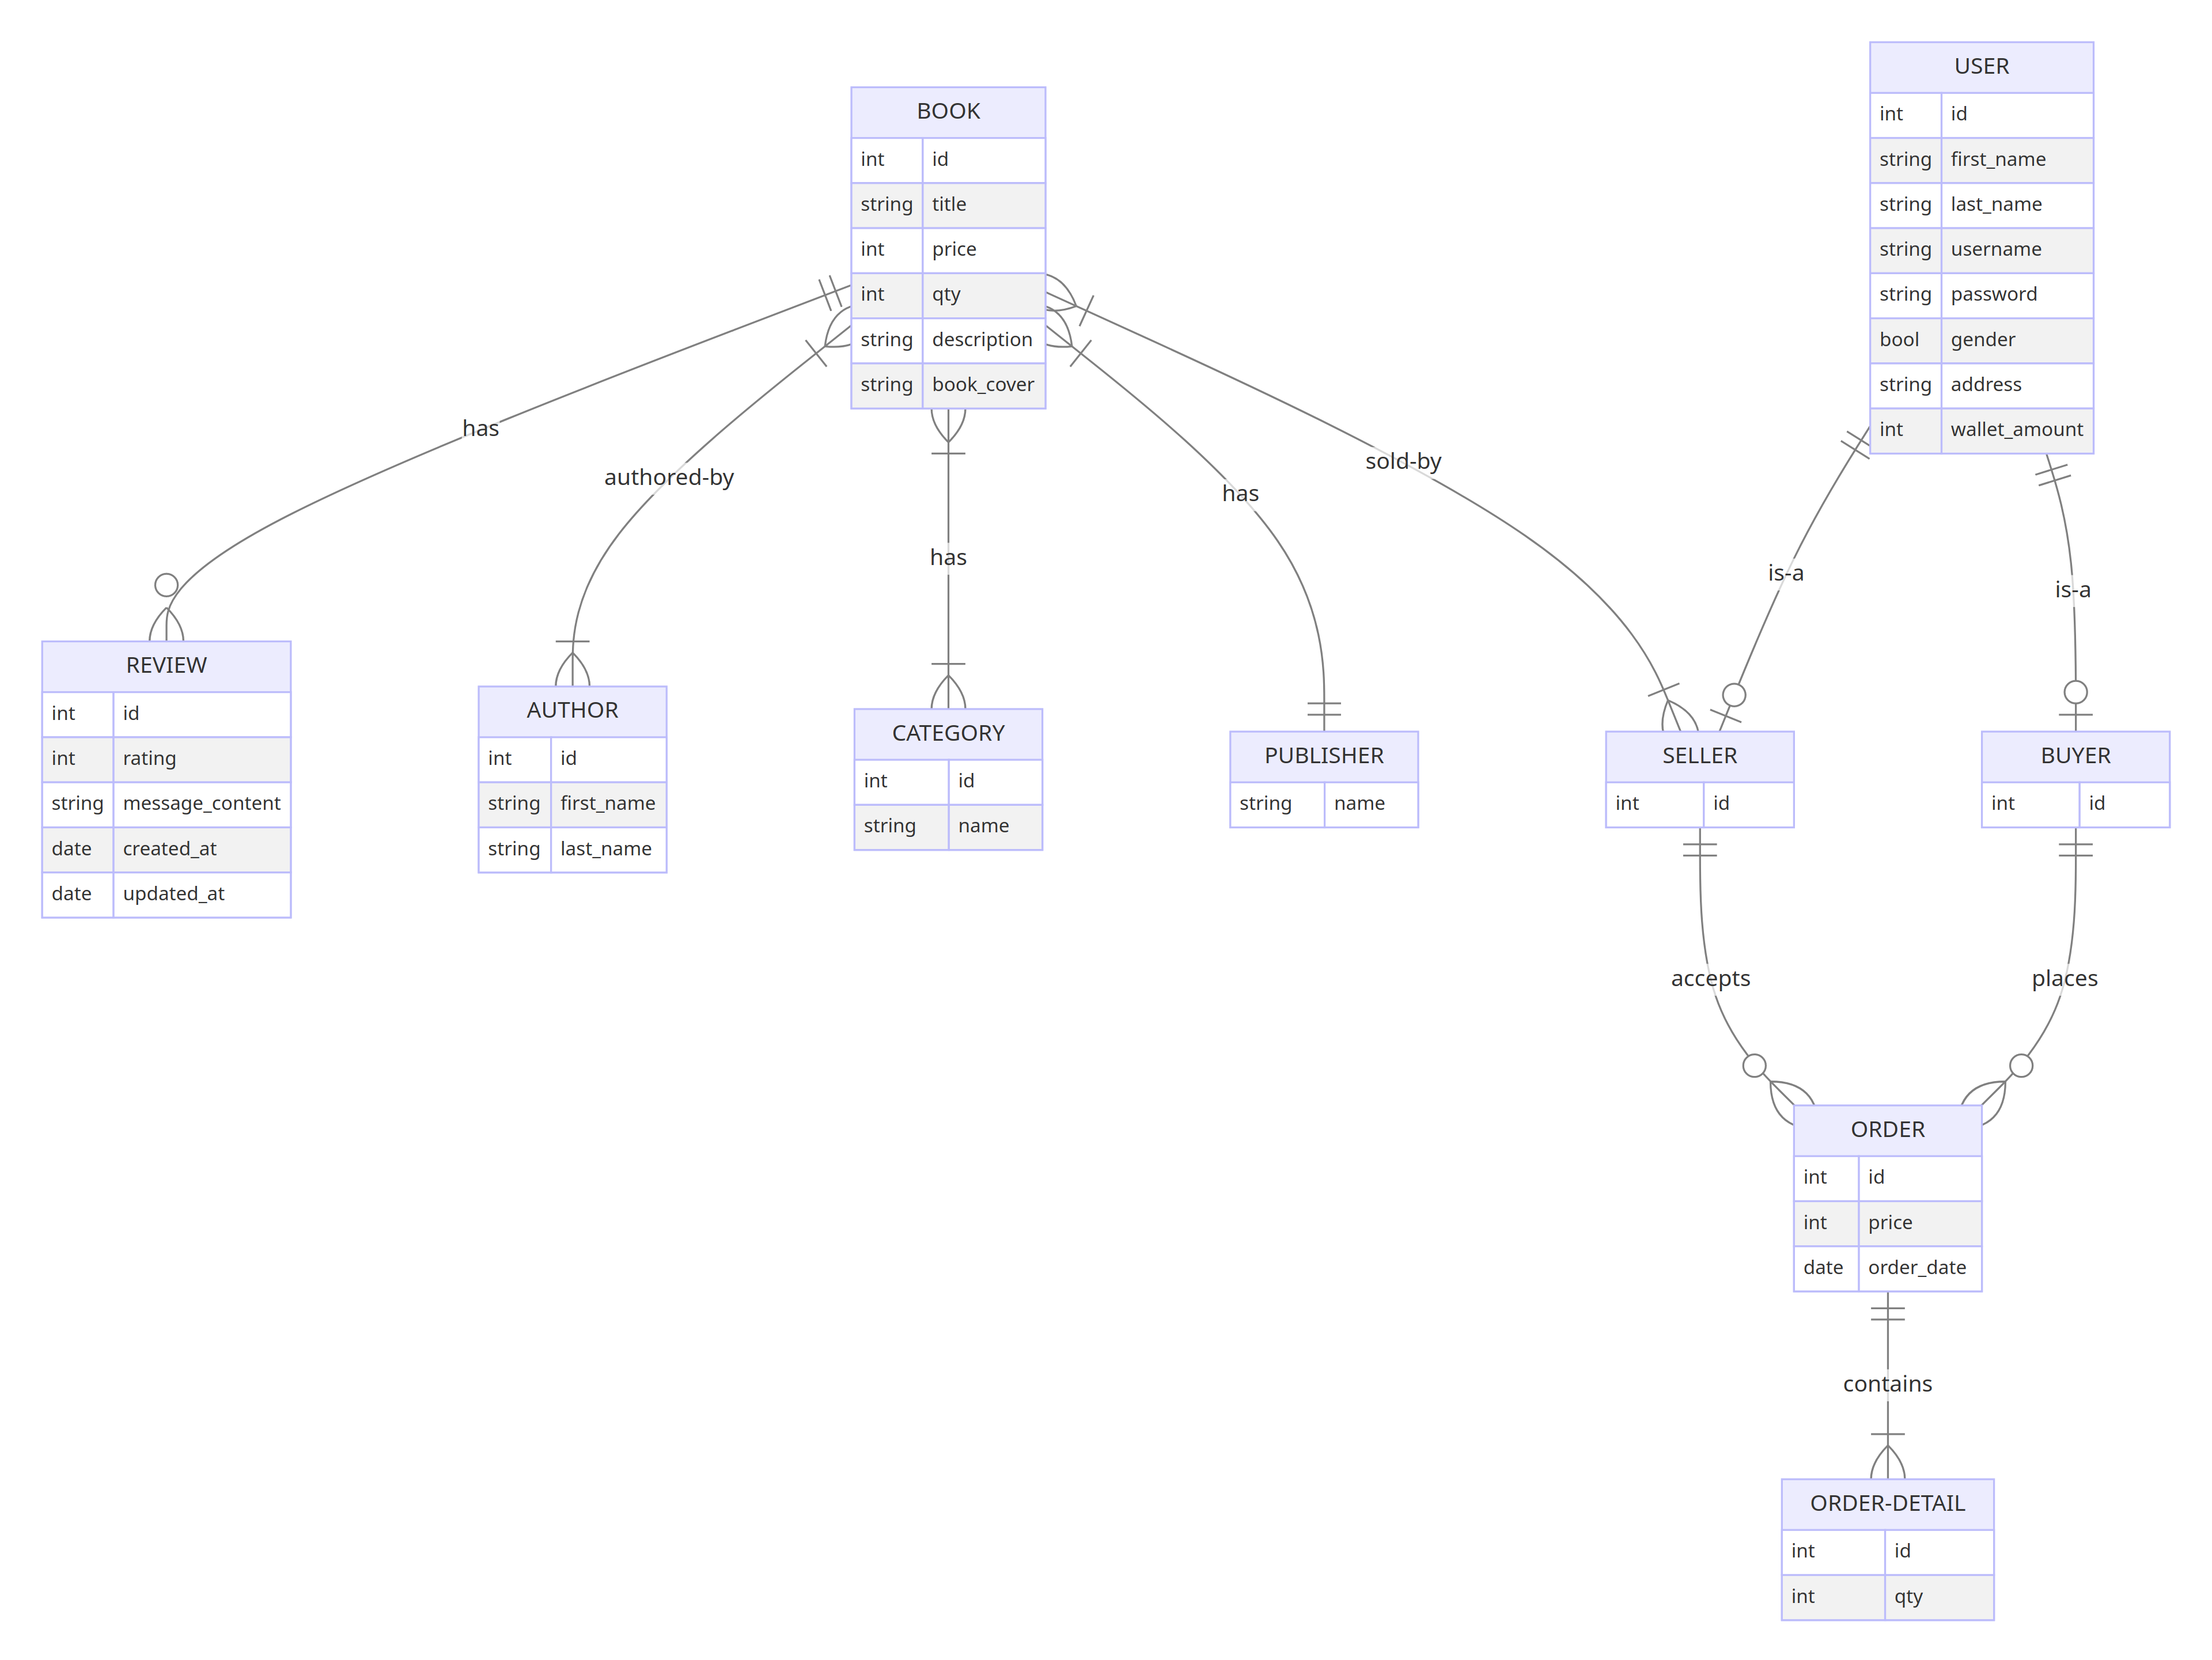 USER
int id
string first_name
string last_name
string username
string password
bool gender
string address
int wallet_amount
BOOK
int id
string title
int price
int qty
string description
string book_cover
has
authored-by
has
has
sold-by
is-a
is-a
REVIEW
int id
int rating
string message_content
date created_at
date updated_at
AUTHOR
int id
string first_name
string last_name
CATEGORY
int id
string name
PUBLISHER
string name
SELLER
int id
BUYER
int id
accepts
places
ORDER
int id
int price
date order_date
contains
ORDER-DETAIL
int id
int qty